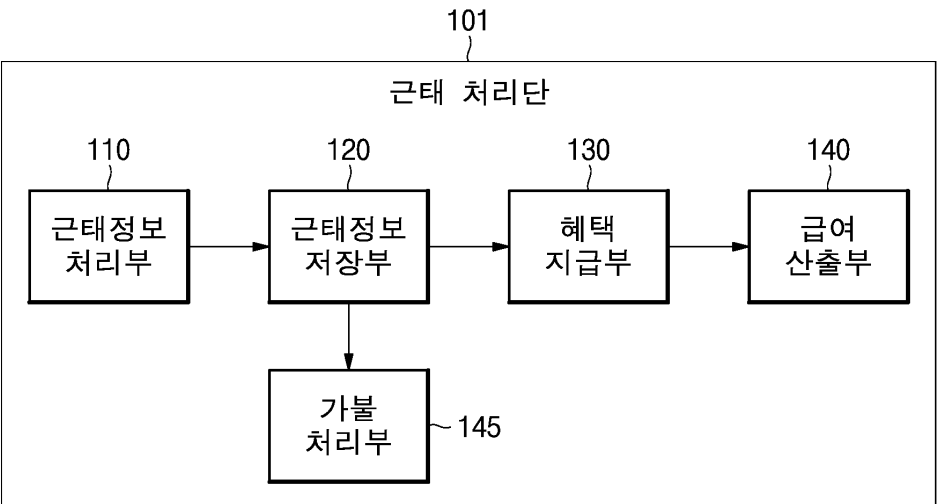 101
근태 처리단
110
120
130
140
근태정보
처리부
근태정보
저장부
혜택
지급부
급여
산출부
가불
처리부
145